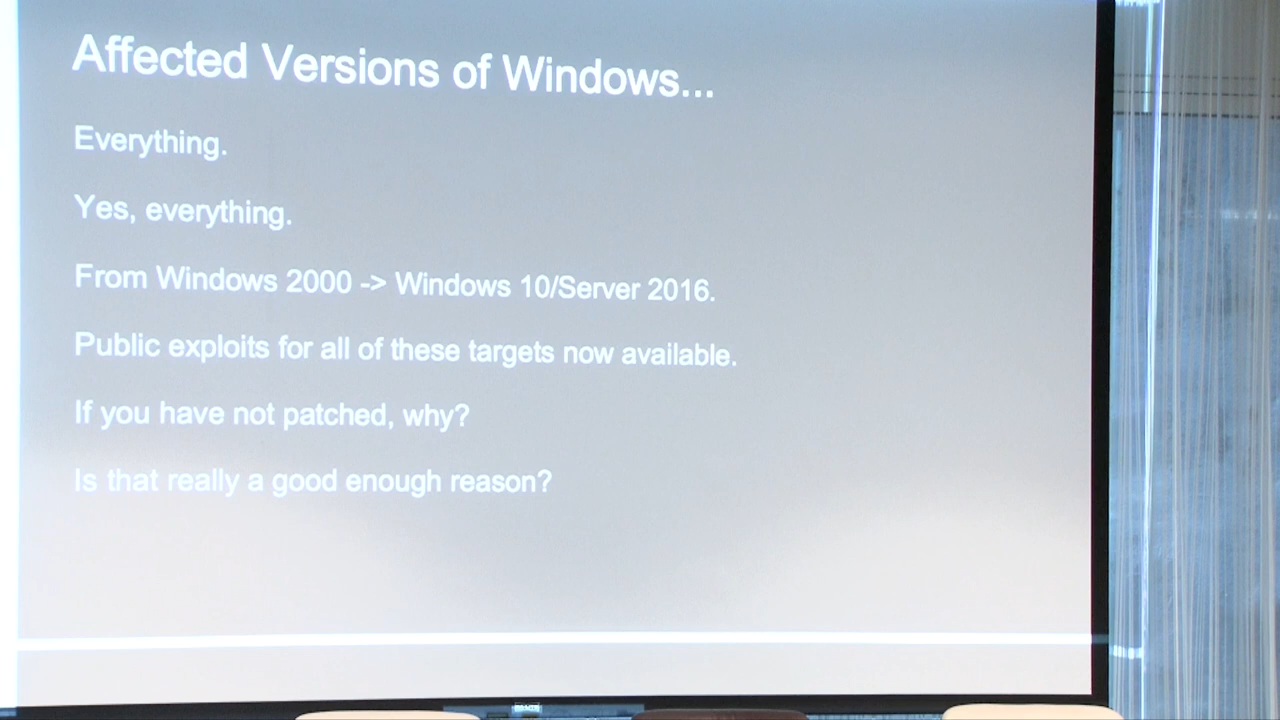 Affected Versions of Windows...
Everything.
Yes, everything.
From Windows 2000 -> Windows 10/Server 2016.
Public exploits for all of these targets now available.
If you have not patched, why?
Is that really a good enough reason?